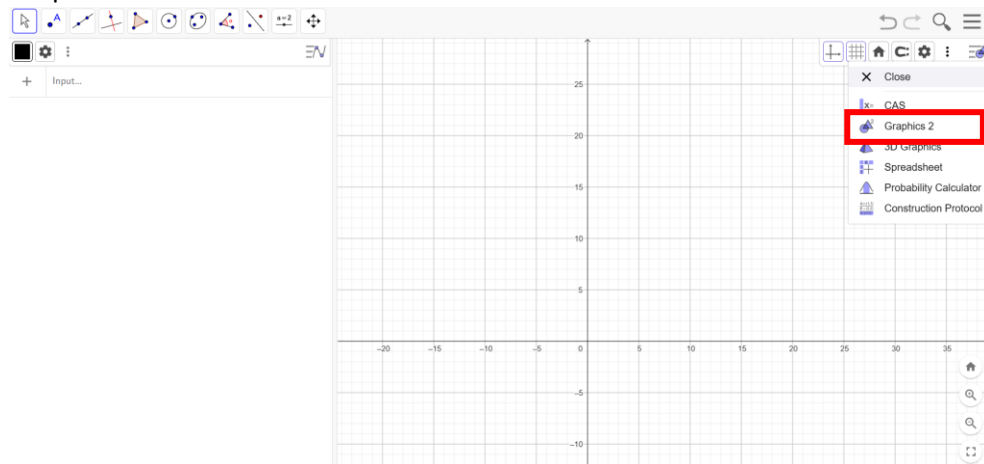 A
a=2
Input...
Close
x= CAS
2
Graphics 2
3D Graphics
Spreadsheet
Probability Calculator
Construction Protocol
25
20
15
10
5
–20 –15 –10 –5 0 5 10 15 20 25 30 35
–5
–10